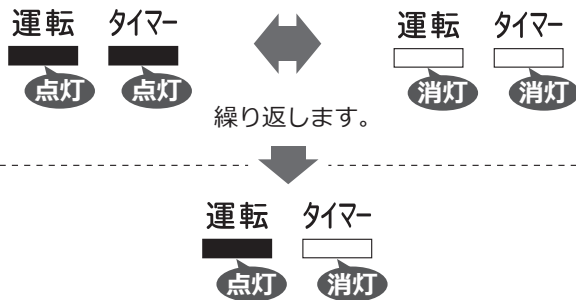 運転 タイマー 運転 タイマー
点灯 点灯 消灯 消灯
繰り返します。
運転 タイマー
点灯 消灯